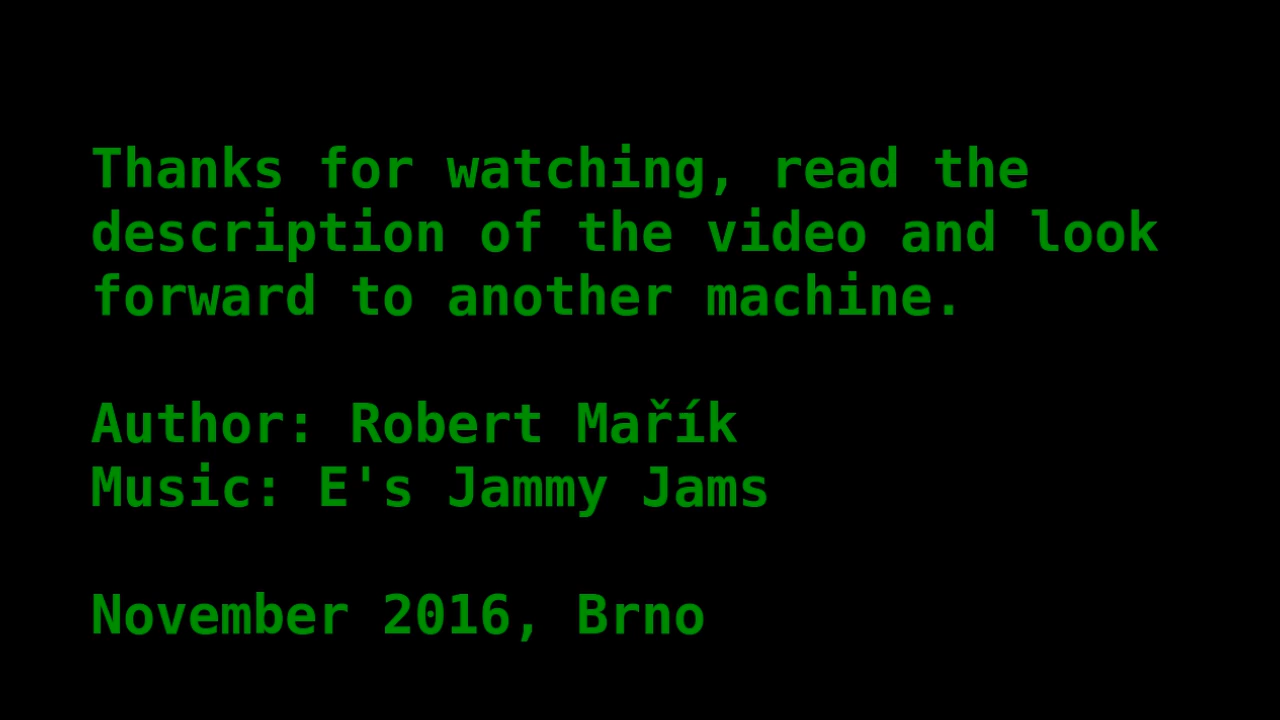 Thanks for watching, read the
description of the video and look
forward to another machine.
Author: Robert Mařík
Music: E's Jammy Jams
November 2016, Brno